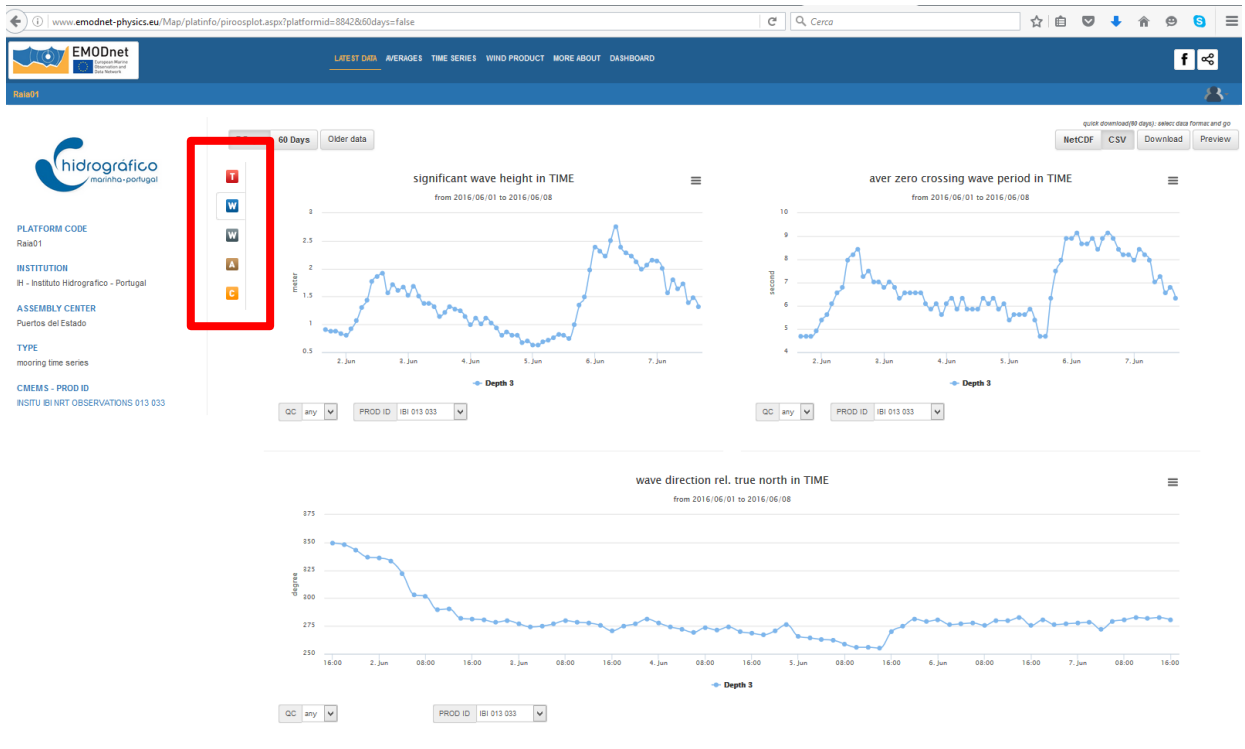 www.emodnet-physics.eu/Map/platinfo/piroosplot.aspx?platformid=8842&60days=false
Cerca
EMODnet
European Marine
Observation and
Data Network
LATEST DATA AVERAGES TIME SERIES WIND PRODUCT MORE ABOUT DASHBOARD
f
Raia01
hidrográfico
marinha-portugal
PLATFORM CODE
Raia01
INSTITUTION
IH - Instituto Hidrografico - Portugal
ASSEMBLY CENTER
Puertos del Estado
TYPE
mooring time series
CMEMS - PROD ID
INSITU IBI NRT OBSERVATIONS 013 033
60 Days Older data
quick download(60 days): select data format and go
NetCDF CSV Download Preview
T
W
W
A
C
significant wave height in TIME
from 2016/06/01 to 2016/06/08
meter
3
2.5
2
1.5
1
0.5
2. Jun 3. Jun 4. Jun 5. Jun 6. Jun 7. Jun
Depth 3
QC any PROD ID IBI 013 033
aver zero crossing wave period in TIME
from 2016/06/01 to 2016/06/08
second
10
9
8
7
6
5
4
2. Jun 3. Jun 4. Jun 5. Jun 6. Jun 7. Jun
Depth 3
QC any PROD ID IBI 013 033
wave direction rel. true north in TIME
from 2016/06/01 to 2016/06/08
degree
375
350
325
300
275
250
16:00 2. Jun 08:00 16:00 3. Jun 08:00 16:00 4. Jun 08:00 16:00 5. Jun 08:00 16:00 6. Jun 08:00 16:00 7. Jun 08:00 16:00
Depth 3
QC any PROD ID IBI 013 033